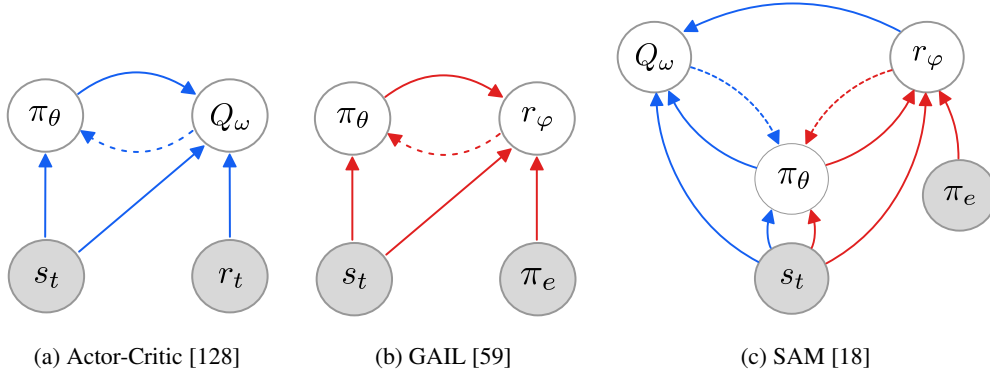 π_θ Q_ω
s_t r_t
(a) Actor-Critic [128]
π_θ r_φ
s_t π_e
(b) GAIL [59]
Q_ω r_φ
π_θ
π_e
s_t
(c) SAM [18]